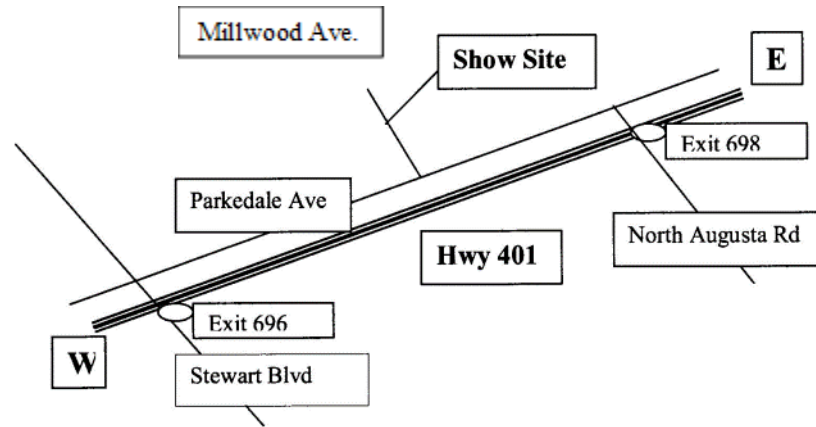 Millwood Ave.
Show Site
E
Exit 698
Parkedale Ave
North Augusta Rd
Hwy 401
Exit 696
W
Stewart Blvd